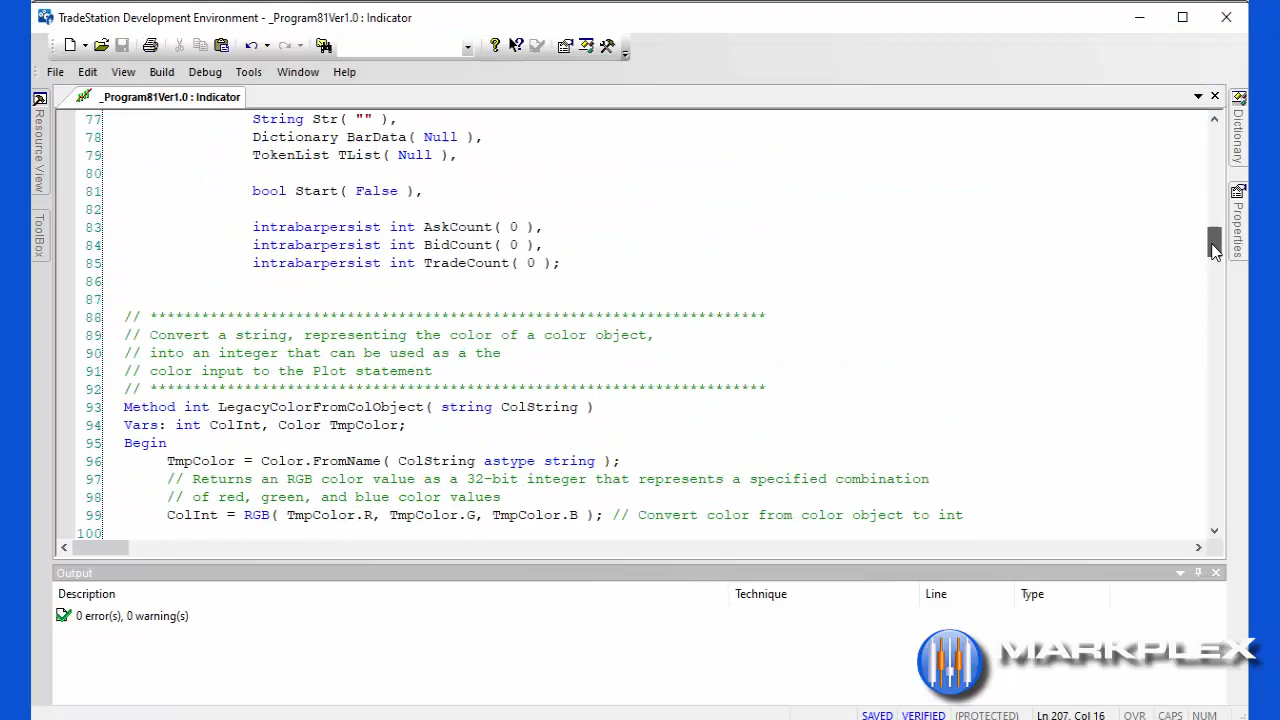 TradeStation Development Environment - _Program81Ver1.0 : Indicator
File Edit View Build Debug Tools Window Help
_Program81Ver1.0 : Indicator
Resource View
ToolBox
Dictionary
Properties
77 String Str( "" ),
78 Dictionary BarData( Null ),
79 TokenList TList( Null ),
80
81 bool Start( False ),
82
83 intrabarpersist int AskCount( 0 ),
84 intrabarpersist int BidCount( 0 ),
85 intrabarpersist int TradeCount( 0 );
86
87
88 // ************************************************************************
89 // Convert a string, representing the color of a color object,
90 // into an integer that can be used as a the
91 // color input to the Plot statement
92 // ************************************************************************
93 Method int LegacyColorFromColObject( string ColString )
94 Vars: int ColInt, Color TmpColor;
95 Begin
96 TmpColor = Color.FromName( ColString astype string );
97 // Returns an RGB color value as a 32-bit integer that represents a specified combination
98 // of red, green, and blue color values
99 ColInt = RGB( TmpColor.R, TmpColor.G, TmpColor.B ); // Convert color from color object to int
100
Output
Description Technique Line Type
0 error(s), 0 warning(s)
MARKPLEX
SAVED VERIFIED (PROTECTED) Ln 207, Col 16 OVR CAPS NUM